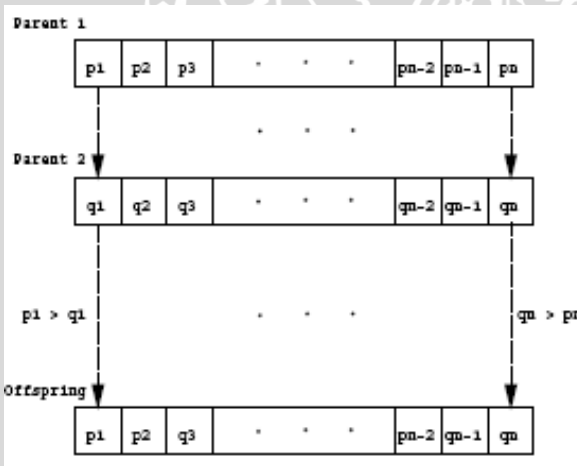 Parent 1
p1 p2 p3 . . . pn-2 pn-1 pn
. . .
Parent 2
q1 q2 q3 . . . qn-2 qn-1 qn
p1 > q1 . . . qn > pn
Offspring
p1 p2 q3 . . . pn-2 qn-1 qn